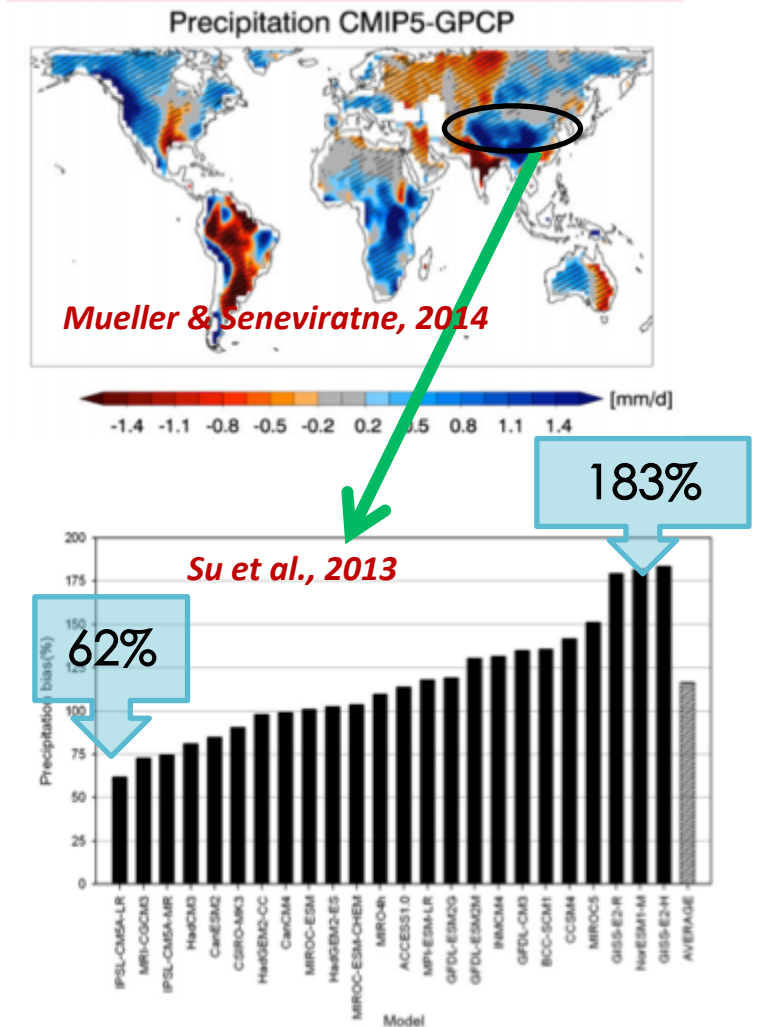 Precipitation CMIP5-GPCP
Mueller & Seneviratne, 2014
[mm/d]
-1.4 -1.1 -0.8 -0.5 -0.2 0.2 0.5 0.8 1.1 1.4
183%
Su et al., 2013
62%
Precipitation bias(%)
200
175
150
125
100
75
50
25
0
IPSL-CM5A-LR
MRI-CGCM3
IPSL-CM5A-MR
HadCM3
CanESM2
CSIRO-MK3
HadGEM2-CC
CanCM4
MIROC-ESM
HadGEM2-ES
MIROC-ESM-CHEM
MIRO4h
ACCESS1.0
MPI-ESM-LR
GFDL-ESM2G
GFDL-ESM2M
INMCM4
GFDL-CM3
BCC-SCM1
CCSM4
MIROC5
GISS-E2-R
NorESM1-M
GISS-E2-H
AVERAGE
Model